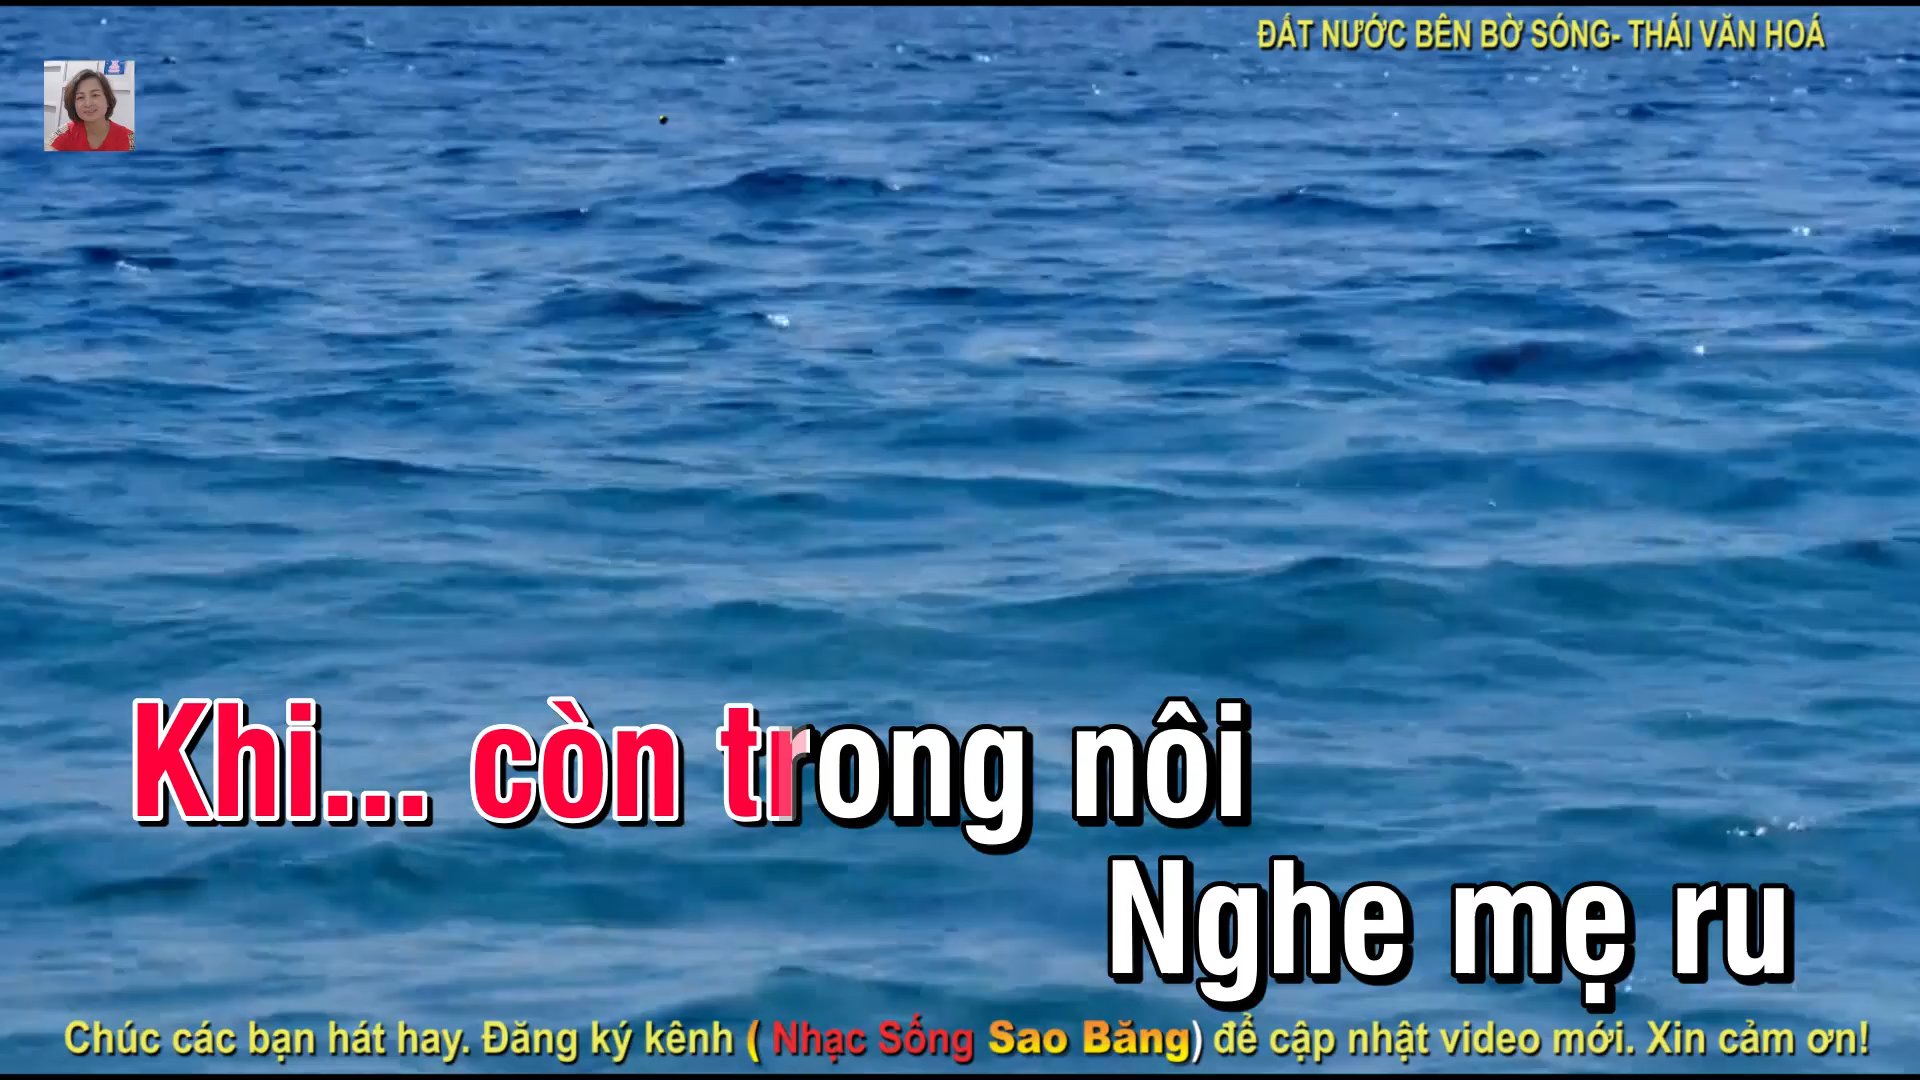 ĐẤT NƯỚC BÊN BỜ SÓNG- THÁI VĂN HOÁ
Khi... còn trong nôi
Nghe mẹ ru
Chúc các bạn hát hay. Đăng ký kênh ( Nhạc Sống Sao Băng) để cập nhật video mới. Xin cảm ơn!